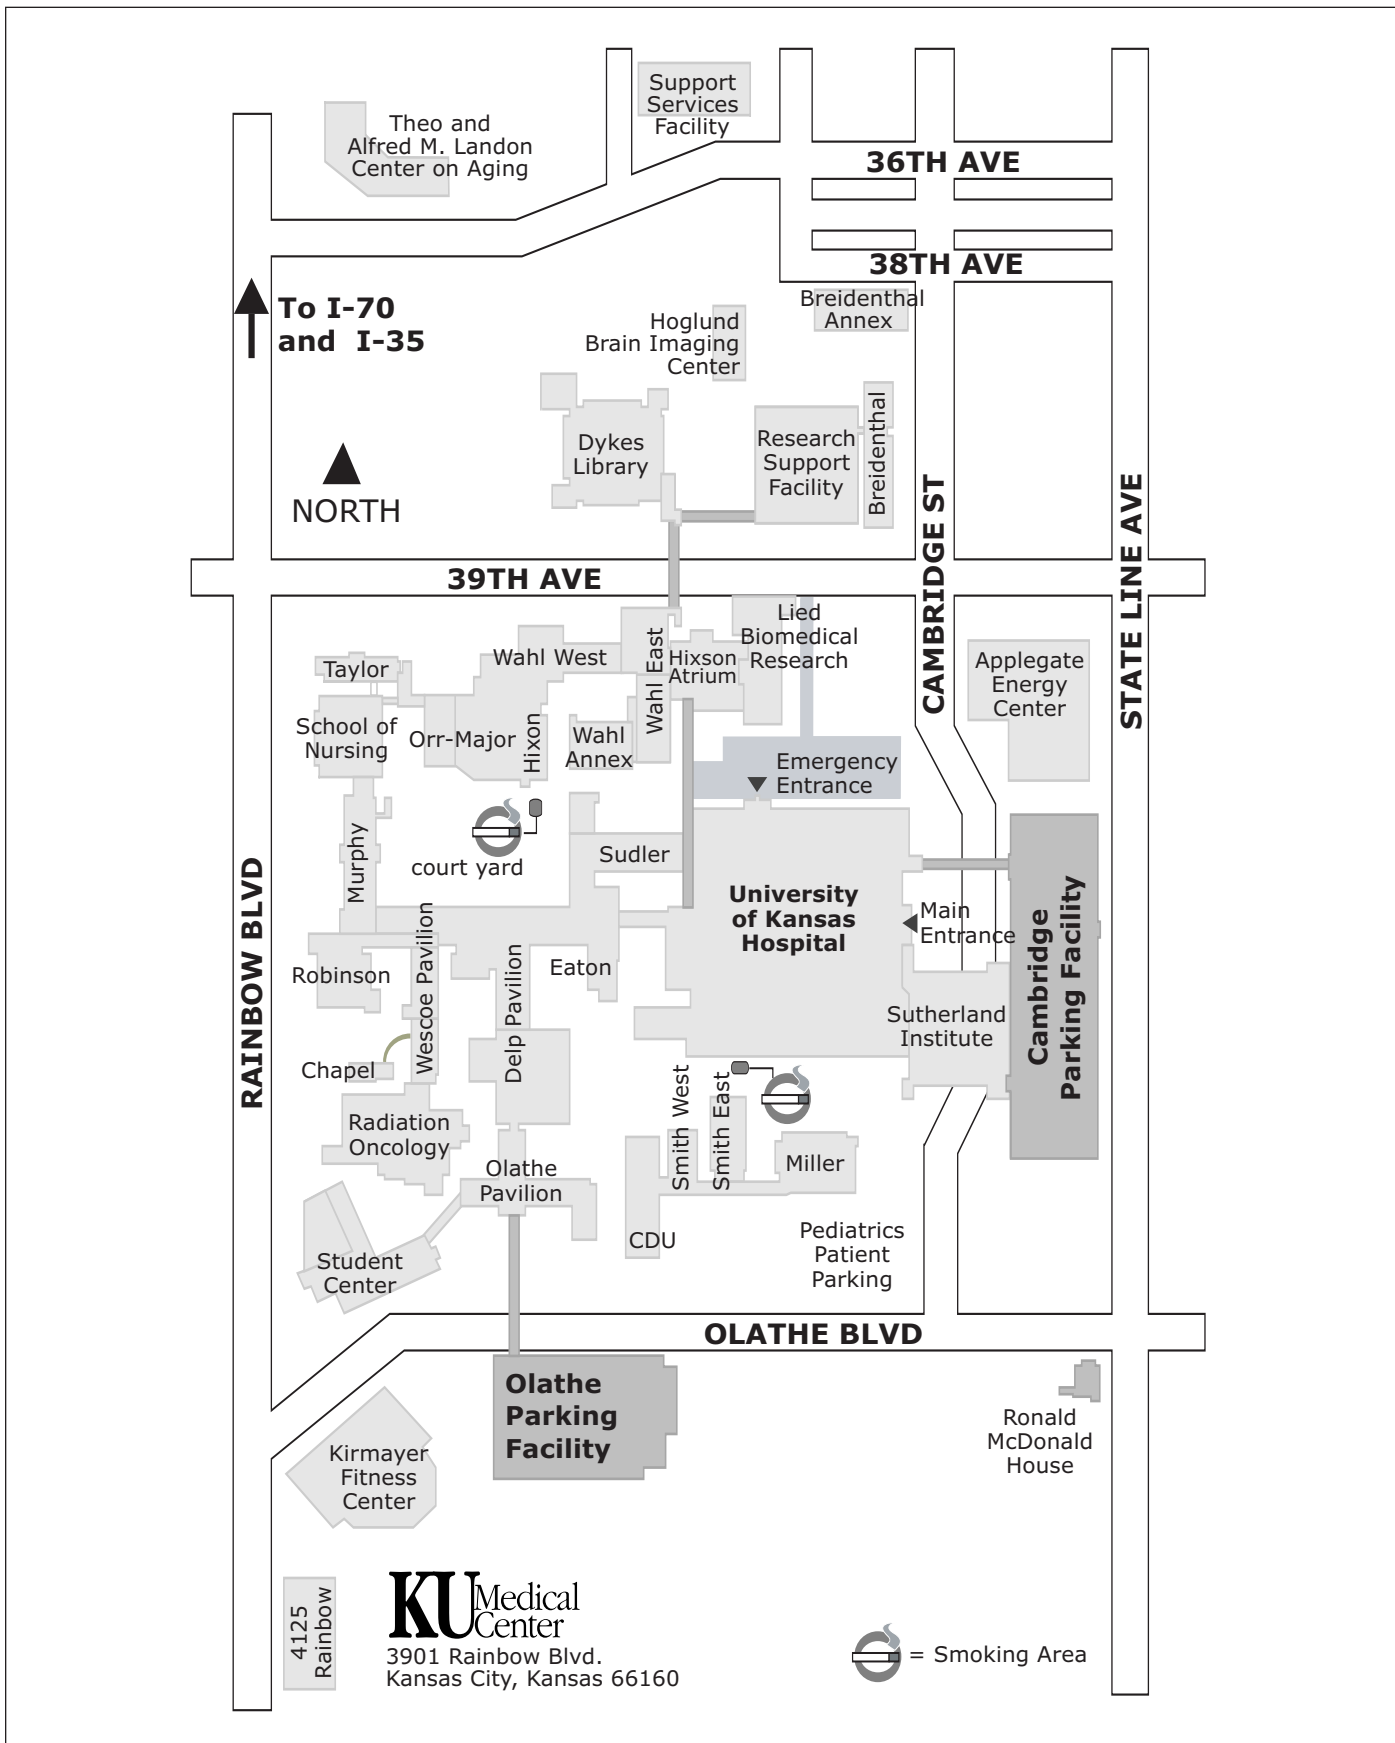 Support
Services
Facility
Theo and
Alfred M. Landon
Center on Aging
36TH AVE
38TH AVE
To I-70
and I-35
Breidenthal
Annex
Hoglund
Brain Imaging
Center
Dykes
Library
Research
Support
Facility
Breidenthal
NORTH
CAMBRIDGE ST
STATE LINE AVE
39TH AVE
Lied
Biomedical
Research
Wahl West
Wahl East
Hixson
Atrium
Taylor
Applegate
Energy
Center
School of
Nursing
Orr-Major
Hixon
Wahl
Annex
Emergency
Entrance
Murphy
court yard
Sudler
RAINBOW BLVD
University
of Kansas
Hospital
Main
Entrance
Cambridge
Parking Facility
Robinson
Wescoe Pavilion
Delp Pavilion
Eaton
Sutherland
Institute
Chapel
Smith West
Smith East
Radiation
Oncology
Olathe
Pavilion
Miller
CDU
Pediatrics
Patient
Parking
Student
Center
OLATHE BLVD
Olathe
Parking
Facility
Ronald
McDonald
House
Kirmayer
Fitness
Center
4125
Rainbow
KU Medical
Center
3901 Rainbow Blvd.
Kansas City, Kansas 66160
= Smoking Area